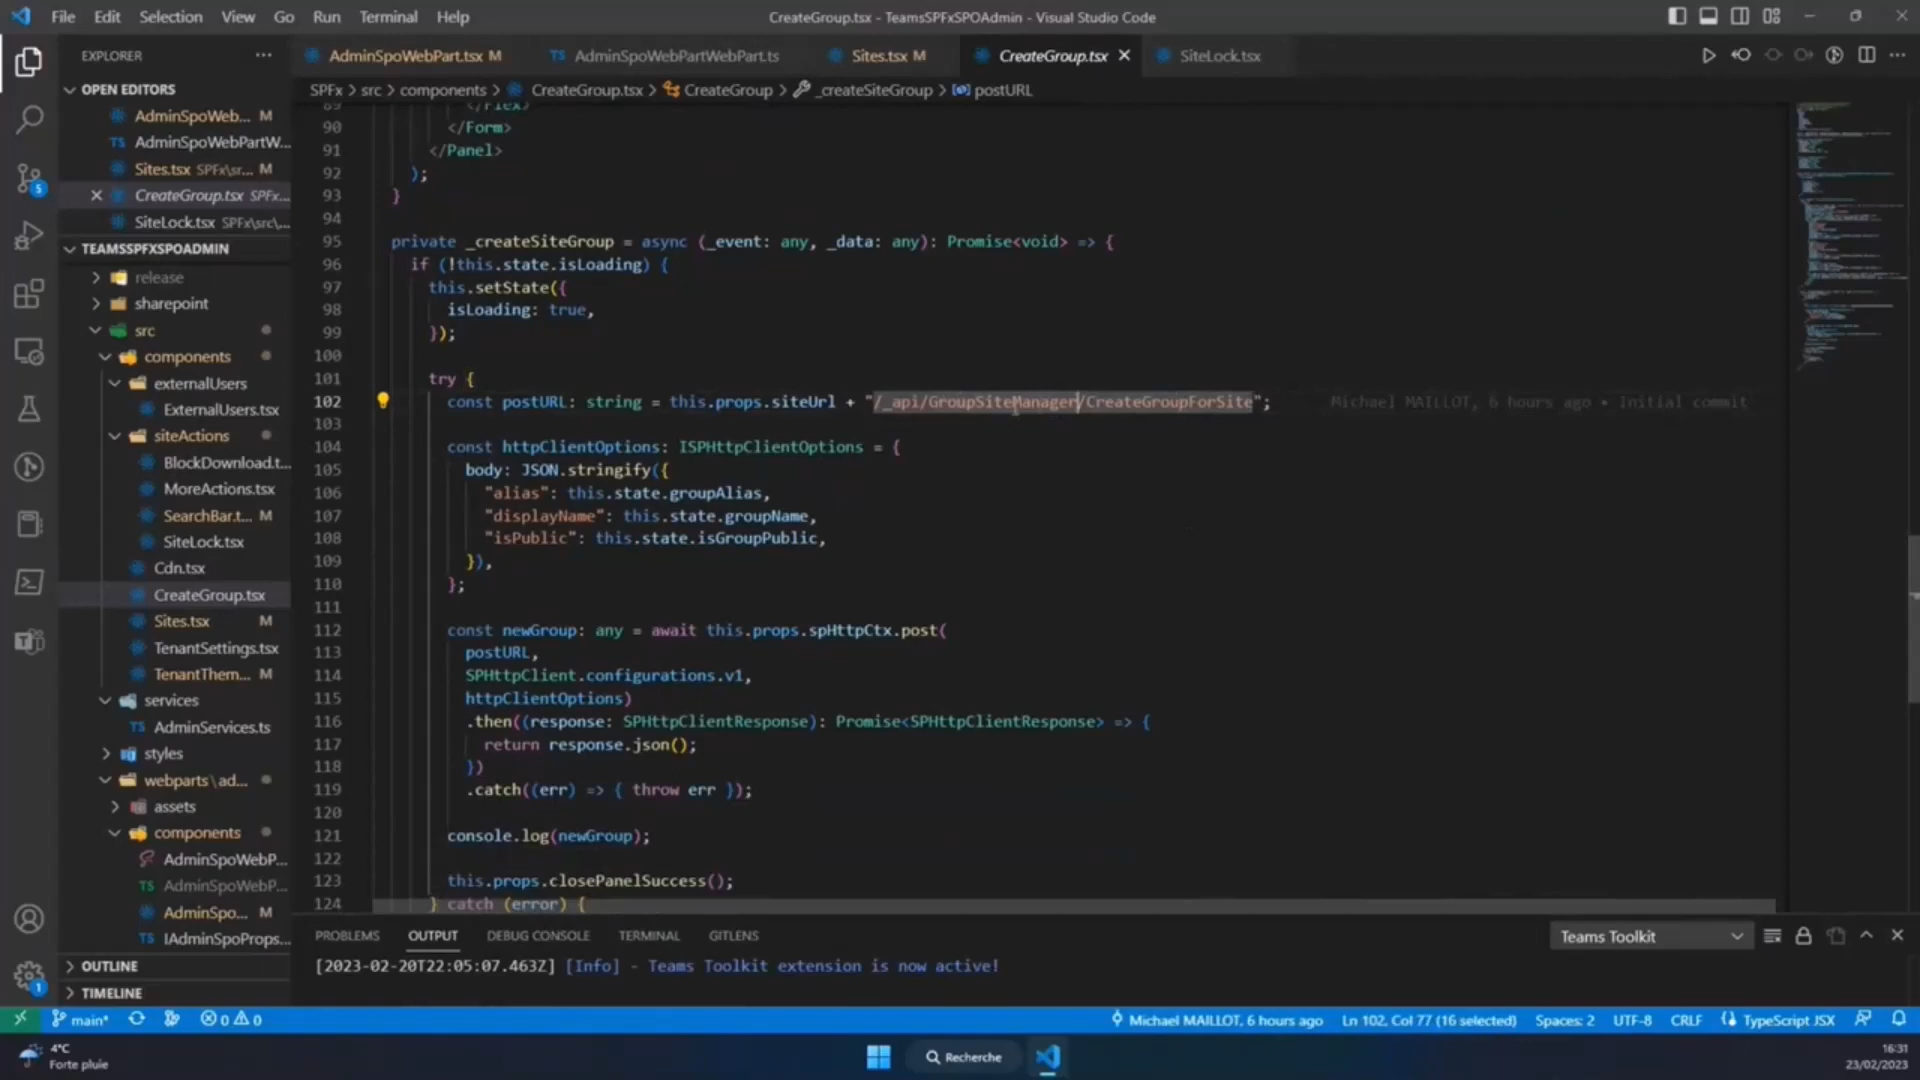 File Edit Selection View Go Run Terminal Help
CreateGroup.tsx - TeamsSPFxSPOAdmin - Visual Studio Code
EXPLORER
AdminSpoWebPart.tsx M
TS AdminSpoWebPartWebPart.ts
Sites.tsx M
CreateGroup.tsx
SiteLock.tsx
SPFx > src > components > CreateGroup.tsx > CreateGroup > _createSiteGroup > postURL
OPEN EDITORS
AdminSpoWeb... M
TS AdminSpoWebPartW...
Sites.tsx SPFx\sr... M
CreateGroup.tsx SPFx...
SiteLock.tsx SPFx\src\...
TEAMSSPFXSPOADMIN
release
sharepoint
src
components
externalUsers
ExternalUsers.tsx
siteActions
BlockDownload.t...
MoreActions.tsx
SearchBar.t... M
SiteLock.tsx
Cdn.tsx
CreateGroup.tsx
Sites.tsx M
TenantSettings.tsx
TenantThem... M
services
TS AdminServices.ts
styles
webparts\ad...
assets
components
AdminSpoWebP...
TS AdminSpoWebP...
AdminSpo... M
TS IAdminSpoProps...
OUTLINE
TIMELINE
89 </Flex>
90 </Form>
91 </Panel>
92 );
93 }
94
95 private _createSiteGroup = async (_event: any, _data: any): Promise<void> => {
96 if (!this.state.isLoading) {
97 this.setState({
98 isLoading: true,
99 });
100
101 try {
102 const postURL: string = this.props.siteUrl + "/_api/GroupSiteManager/CreateGroupForSite"; Michael MAILLOT, 6 hours ago • Initial commit
103
104 const httpClientOptions: ISPHttpClientOptions = {
105 body: JSON.stringify({
106 "alias": this.state.groupAlias,
107 "displayName": this.state.groupName,
108 "isPublic": this.state.isGroupPublic,
109 }),
110 };
111
112 const newGroup: any = await this.props.spHttpCtx.post(
113 postURL,
114 SPHttpClient.configurations.v1,
115 httpClientOptions)
116 .then((response: SPHttpClientResponse): Promise<SPHttpClientResponse> => {
117 return response.json();
118 })
119 .catch((err) => { throw err });
120
121 console.log(newGroup);
122
123 this.props.closePanelSuccess();
124 } catch (error) {
PROBLEMS OUTPUT DEBUG CONSOLE TERMINAL GITLENS
Teams Toolkit
[2023-02-20T22:05:07.463Z] [Info] - Teams Toolkit extension is now active!
5
1
main* 0 0
Michael MAILLOT, 6 hours ago Ln 102, Col 77 (16 selected) Spaces: 2 UTF-8 CRLF TypeScript JSX
4°C
Forte pluie
Recherche
16:31
23/02/2023